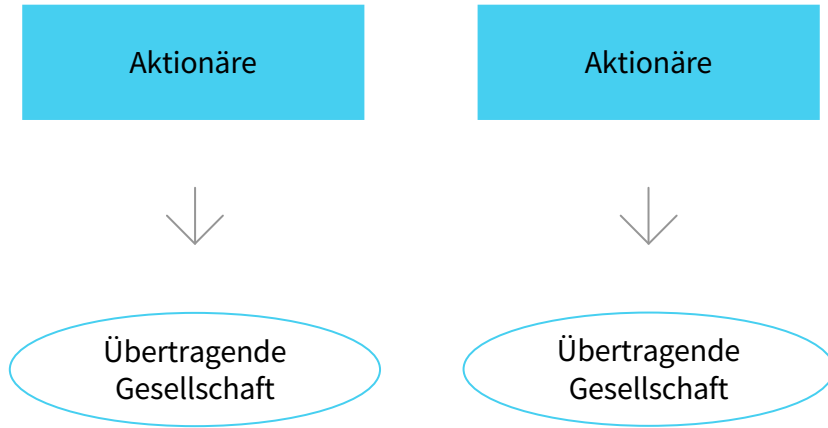 Aktionäre
Aktionäre
Übertragende
Gesellschaft
Übertragende
Gesellschaft